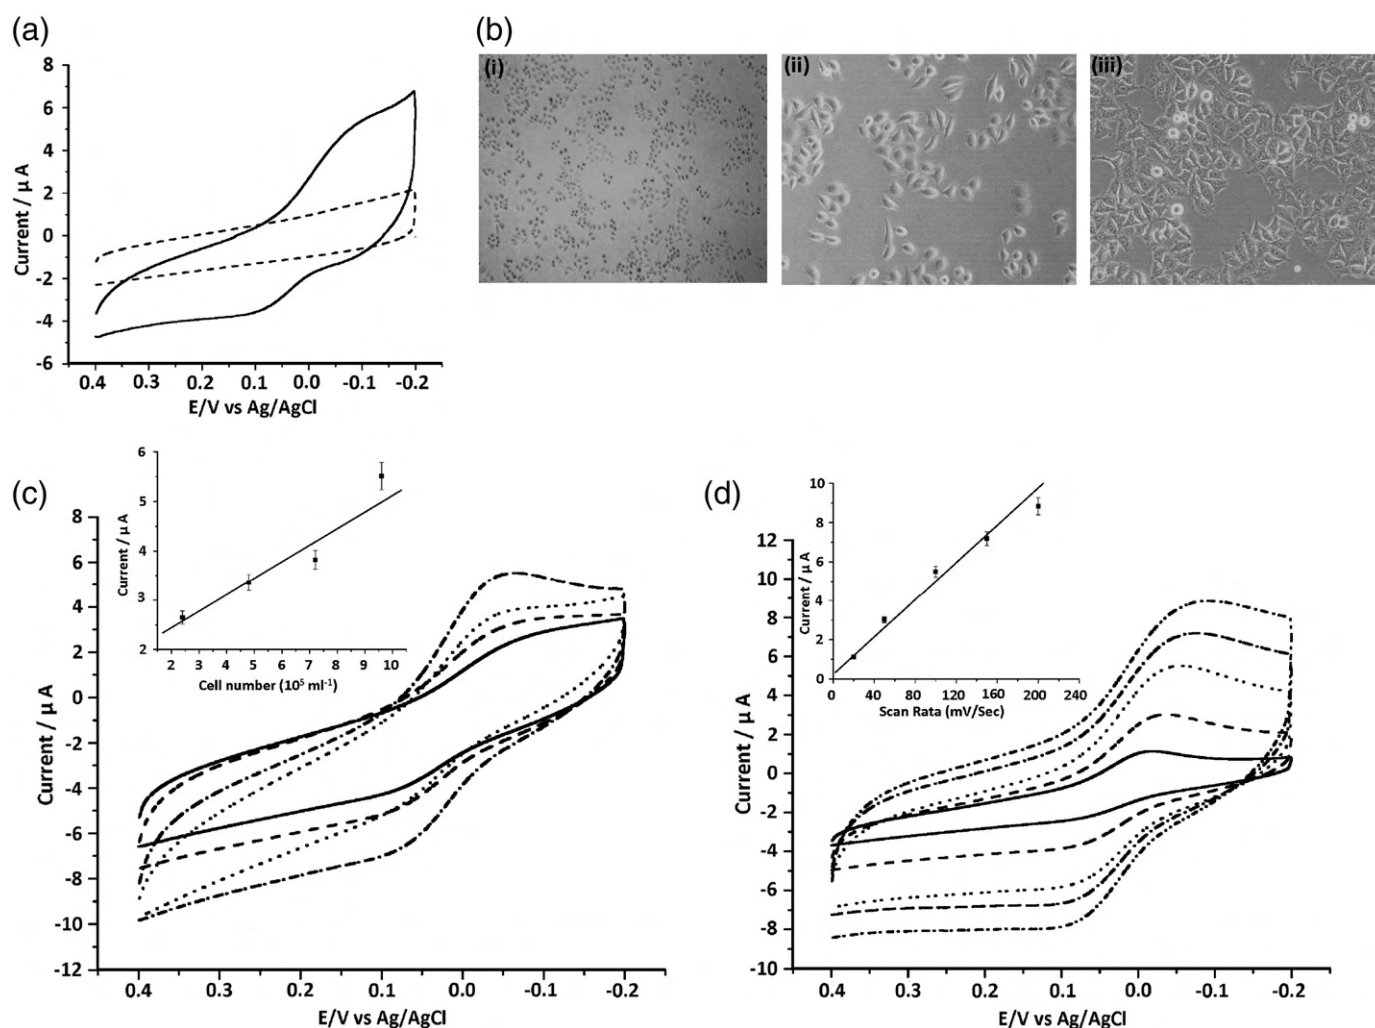 (a)
8
6
4
2
0
-2
-4
-6
Current / μ A
0.4 0.3 0.2 0.1 0.0 -0.1 -0.2
E/V vs Ag/AgCl
(b)
(i)
(ii)
(iii)
(c)
6
5
4
3
2
Current / μ A
2 3 4 5 6 7 8 9 10
Cell number (10⁵ ml⁻¹)
8
6
4
2
0
-2
-4
-6
-8
-10
-12
Current / μ A
0.4 0.3 0.2 0.1 0.0 -0.1 -0.2
E/V vs Ag/AgCl
(d)
10
8
6
4
2
0
Current / μ A
0 40 80 120 160 200 240
Scan Rata (mV/Sec)
12
10
8
6
4
2
0
-2
-4
-6
-8
-10
Current / μ A
0.4 0.3 0.2 0.1 0.0 -0.1 -0.2
E/V vs Ag/AgCl